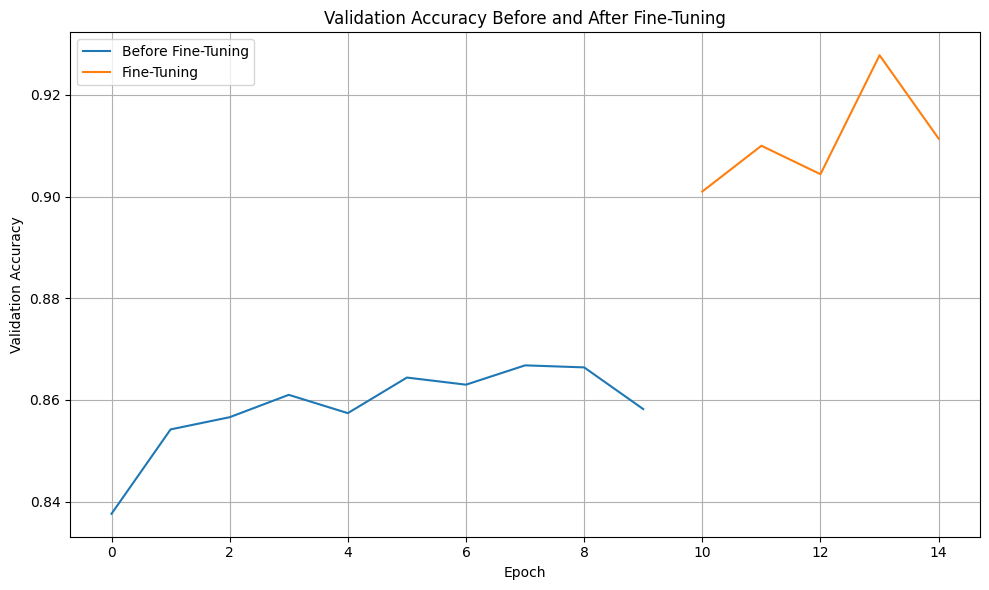 Validation Accuracy Before and After Fine-Tuning
Before Fine-Tuning
Fine-Tuning
Validation Accuracy
0.92
0.90
0.88
0.86
0.84
0 2 4 6 8 10 12 14
Epoch